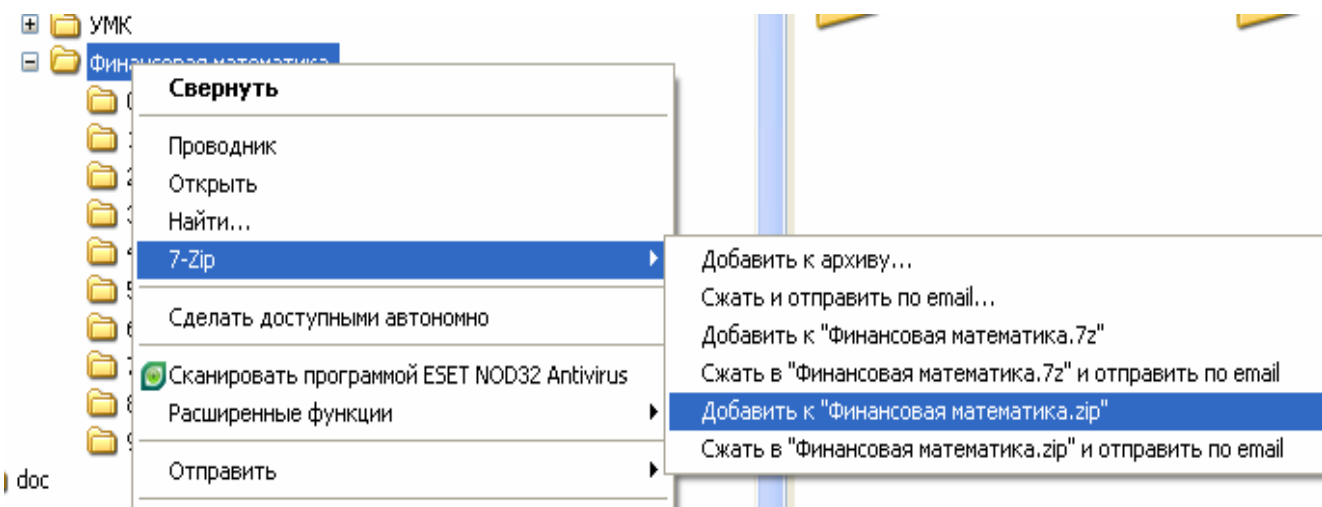 УМК
Финансовая математика
Свернуть
Проводник
Открыть
Найти...
7-Zip
Сделать доступными автономно
Сканировать программой ESET NOD32 Antivirus
Расширенные функции
Отправить
Добавить к архиву...
Сжать и отправить по email...
Добавить к "Финансовая математика.7z"
Сжать в "Финансовая математика.7z" и отправить по email
Добавить к "Финансовая математика.zip"
Сжать в "Финансовая математика.zip" и отправить по email
doc